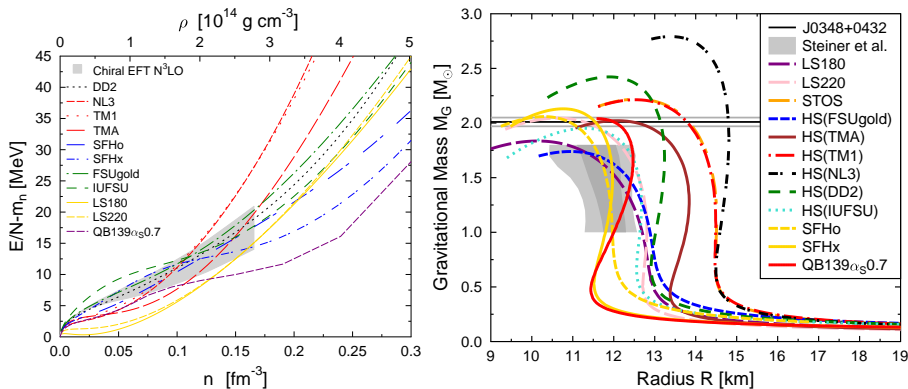 ρ [10¹⁴ g cm⁻³]
0 1 2 3 4 5
E/N-mₙ [MeV]
45
40
35
30
25
20
15
10
5
0
Chiral EFT N³LO
DD2
NL3
TM1
TMA
SFHo
SFHx
FSUgold
IUFSU
LS180
LS220
QB139αₛ0.7
0.0 0.05 0.1 0.15 0.2 0.25 0.3
n [fm⁻³]
Gravitational Mass M_G [M☉]
3.0
2.5
2.0
1.5
1.0
0.5
0.0
J0348+0432
Steiner et al.
LS180
LS220
STOS
HS(FSUgold)
HS(TMA)
HS(TM1)
HS(NL3)
HS(DD2)
HS(IUFSU)
SFHo
SFHx
QB139α_S0.7
9 10 11 12 13 14 15 16 17 18 19
Radius R [km]